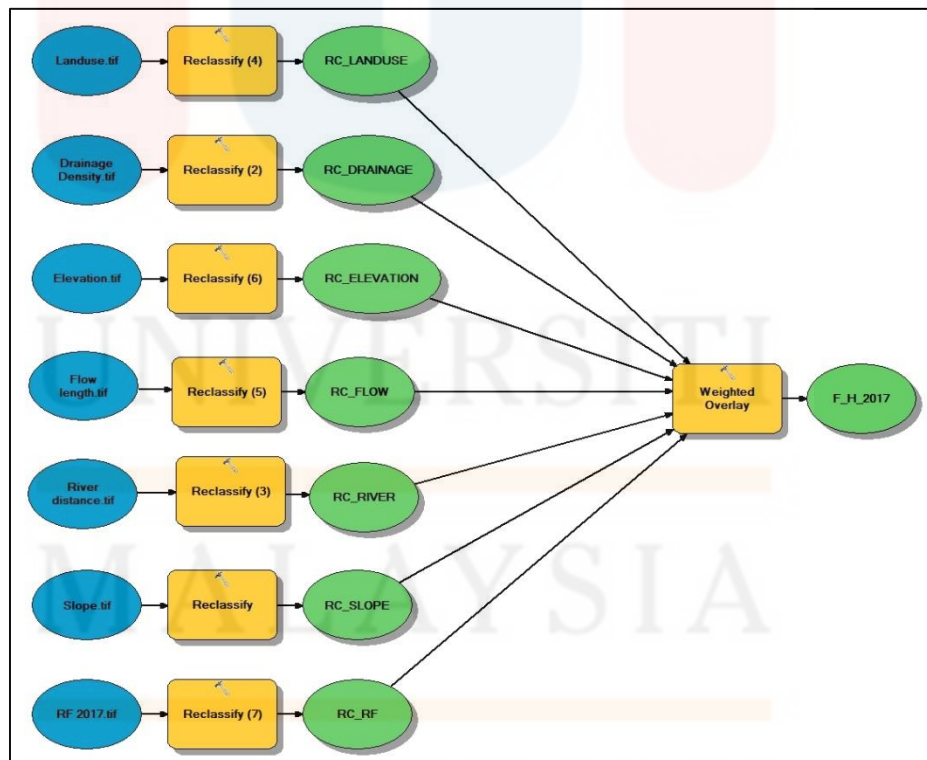 Landuse.tif
Reclassify (4)
RC_LANDUSE
Drainage
Density.tif
Reclassify (2)
RC_DRAINAGE
Elevation.tif
Reclassify (6)
RC_ELEVATION
UNIVERSITI
Flow
length.tif
Reclassify (5)
RC_FLOW
Weighted
Overlay
F_H_2017
River
distance.tif
Reclassify (3)
RC_RIVER
MALAYSIA
Slope.tif
Reclassify
RC_SLOPE
RF 2017.tif
Reclassify (7)
RC_RF